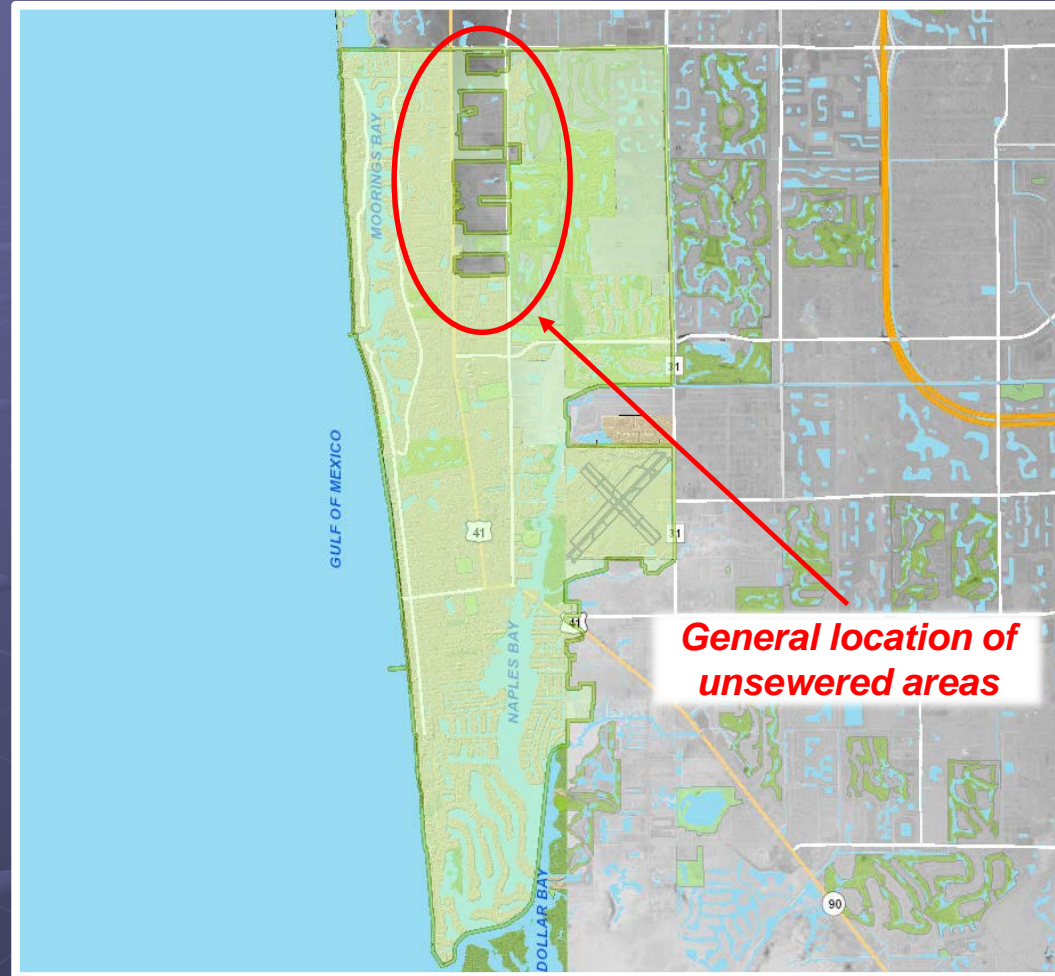 MOORINGS BAY
31
GULF OF MEXICO
41
31
NAPLES BAY
41
General location of
unsewered areas
DOLLAR BAY
90